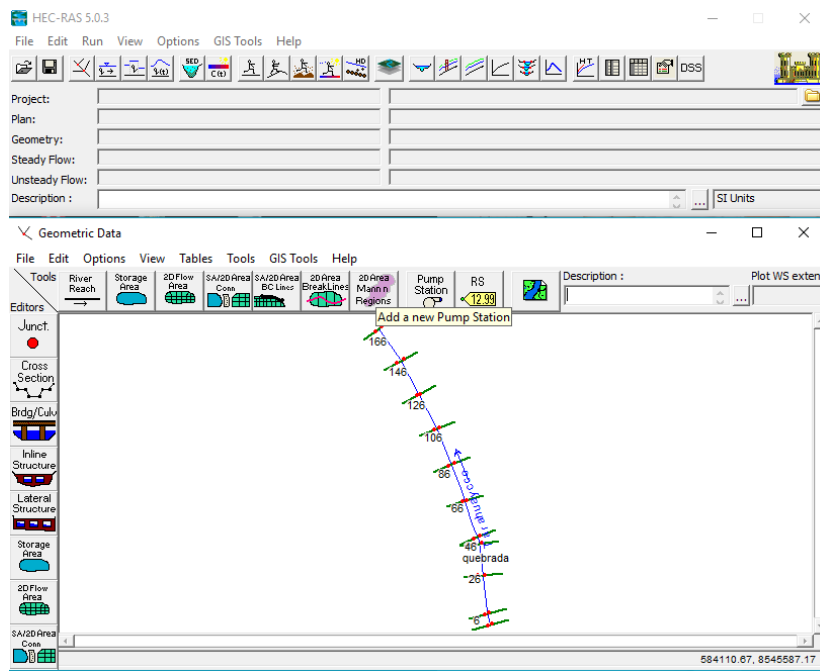 HEC-RAS 5.0.3
File Edit Run View Options GIS Tools Help
SED C(t) HD HT DSS
Project:
Plan:
Geometry:
Steady Flow:
Unsteady Flow:
Description : ... SI Units
Geometric Data
File Edit Options View Tables Tools GIS Tools Help
Tools
Editors
River Reach
Storage Area
2D Flow Area
SA/2D Area Conn
SA/2D Area BC Lines
2D Area BreakLines
2D Area Mann n Regions
Pump Station
RS 12.99
Description : ...
Plot WS exten
Add a new Pump Station
Junct.
Cross Section
Brdg/Culv
Inline Structure
Lateral Structure
Storage Area
2D Flow Area
SA/2D Area Conn
166
146
126
106
86
66
46
quebrada
26
6
584110.67, 8545587.17